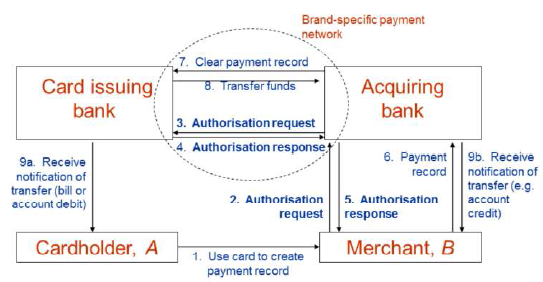 Brand-specific payment
network
7. Clear payment record
Card issuing
bank
8. Transfer funds
Acquiring
bank
3. Authorisation request
4. Authorisation response
9a. Receive
notification of
transfer (bill or
account debit)
6. Payment
record
9b. Receive
notification of
transfer (e.g.
account
credit)
2. Authorisation
request
5. Authorisation
response
Cardholder, A
1. Use card to create
payment record
Merchant, B